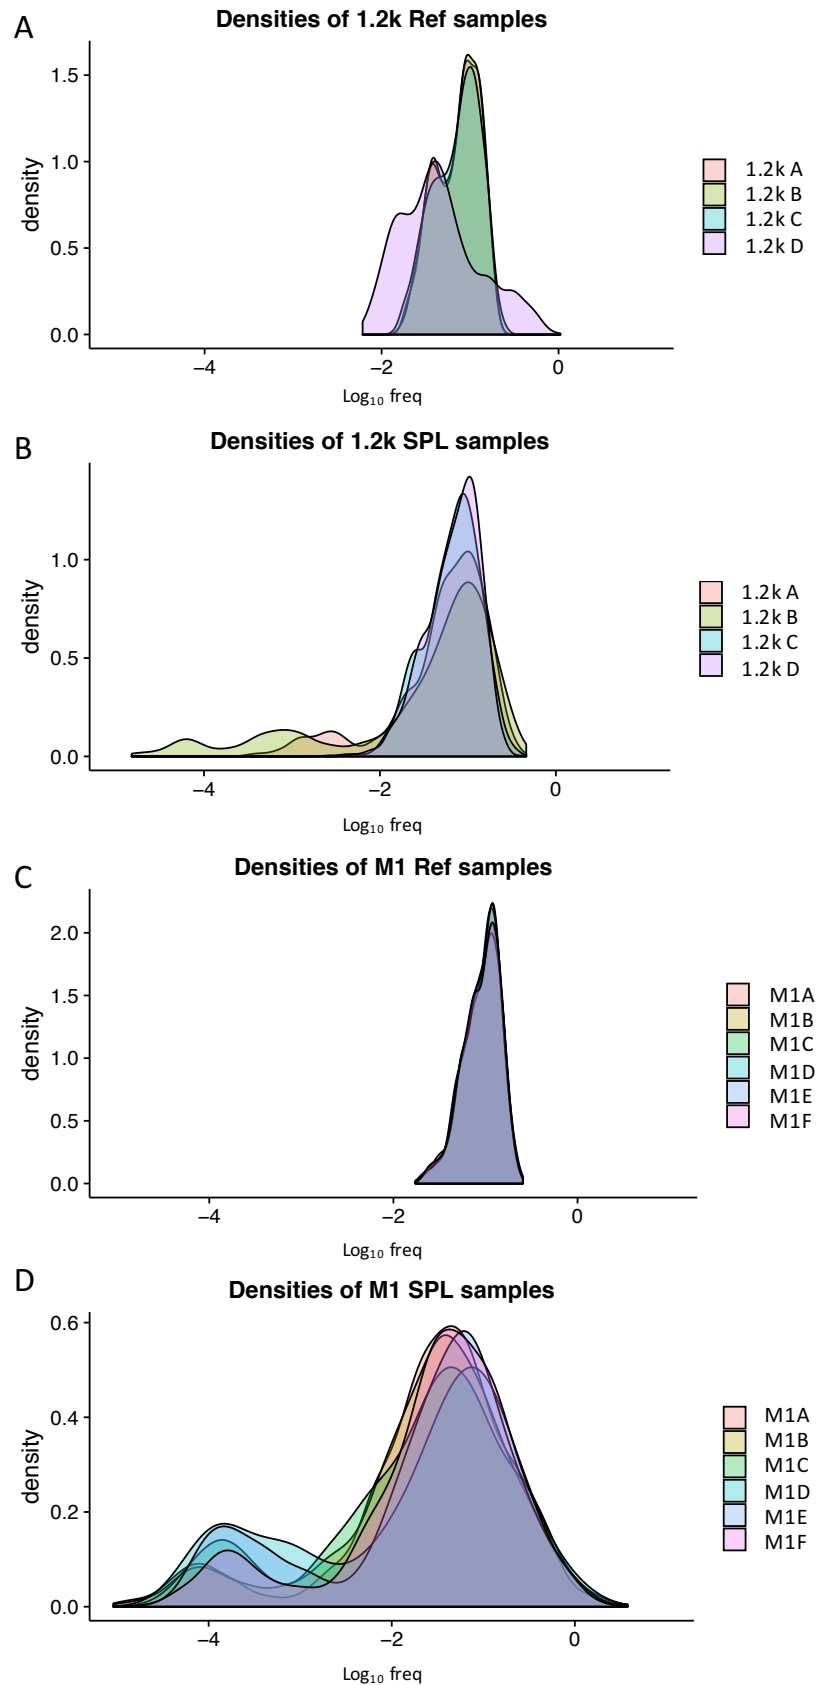 A
Densities of 1.2k Ref samples
1.5
1.0
0.5
0.0
density
−4 −2 0
Log₁₀ freq
1.2k A
1.2k B
1.2k C
1.2k D
B
Densities of 1.2k SPL samples
1.0
0.5
0.0
density
−4 −2 0
Log₁₀ freq
1.2k A
1.2k B
1.2k C
1.2k D
C
Densities of M1 Ref samples
2.0
1.5
1.0
0.5
0.0
density
−4 −2 0
Log₁₀ freq
M1A
M1B
M1C
M1D
M1E
M1F
D
Densities of M1 SPL samples
0.6
0.4
0.2
0.0
density
−4 −2 0
Log₁₀ freq
M1A
M1B
M1C
M1D
M1E
M1F